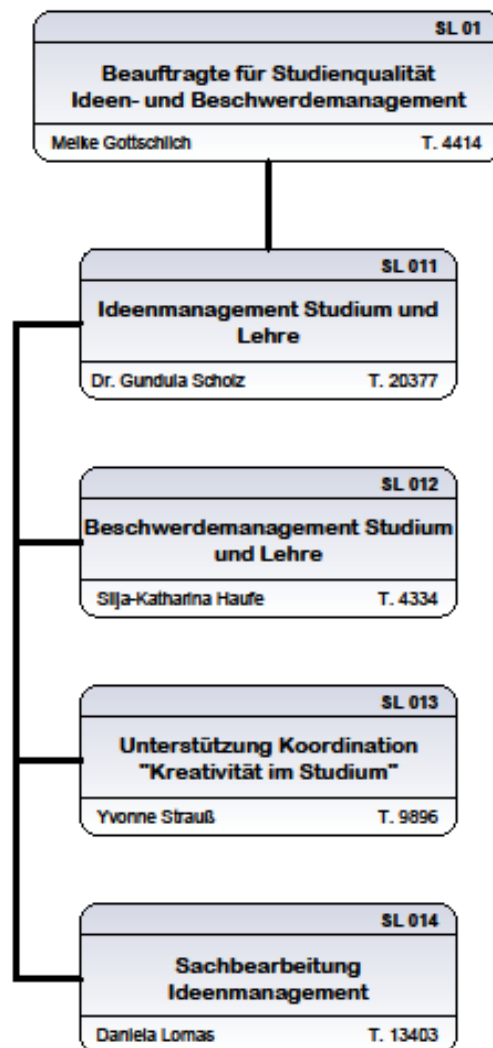 SL 01
Beauftragte für Studienqualität
Ideen- und Beschwerdemanagement
Meike Gottschlich T. 4414
SL 011
Ideenmanagement Studium und
Lehre
Dr. Gundula Scholz T. 20377
SL 012
Beschwerdemanagement Studium
und Lehre
Silja-Katharina Haufe T. 4334
SL 013
Unterstützung Koordination
"Kreativität im Studium"
Yvonne Strauß T. 9896
SL 014
Sachbearbeitung
Ideenmanagement
Daniela Lomas T. 13403